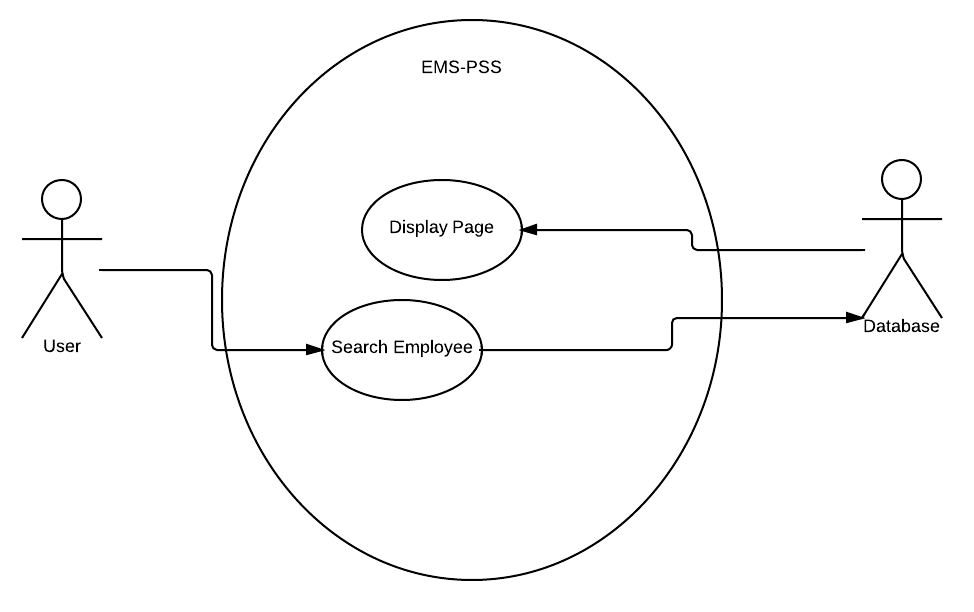 EMS-PSS
Display Page
Search Employee
User
Database